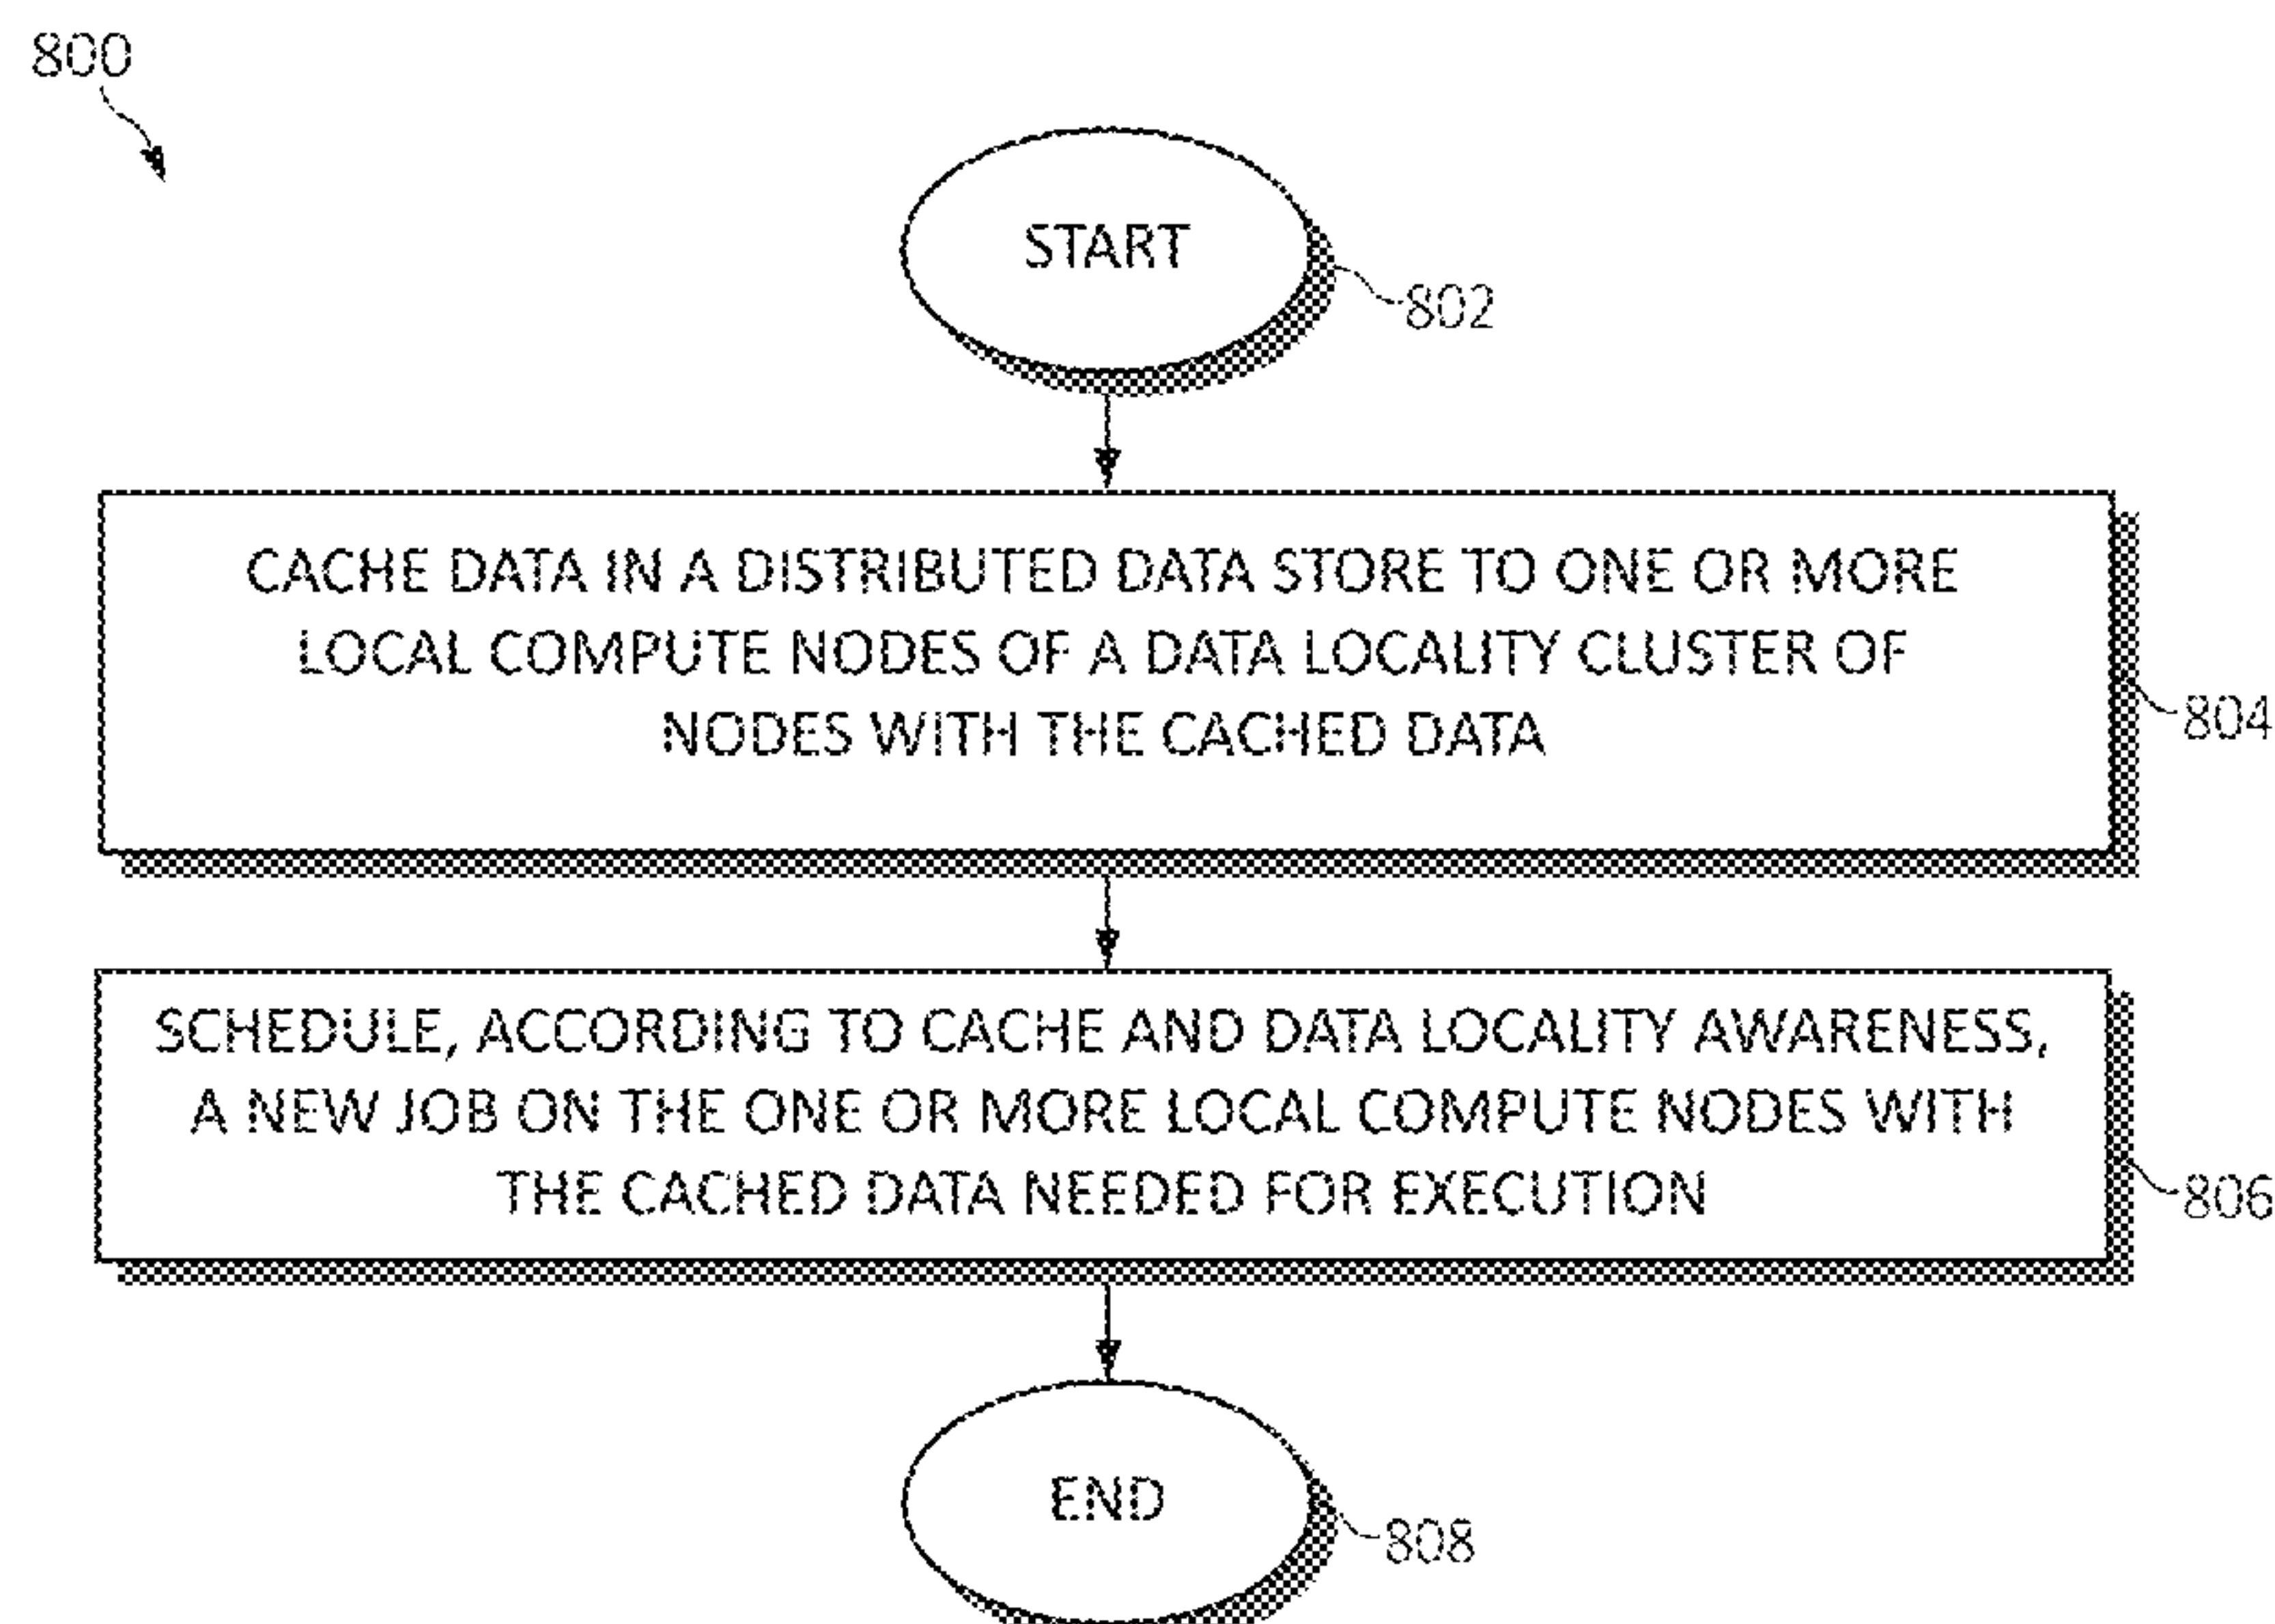 800
START
802
CACHE DATA IN A DISTRIBUTED DATA STORE TO ONE OR MORE
LOCAL COMPUTE NODES OF A DATA LOCALITY CLUSTER OF
NODES WITH THE CACHED DATA
804
SCHEDULE, ACCORDING TO CACHE AND DATA LOCALITY AWARENESS,
A NEW JOB ON THE ONE OR MORE LOCAL COMPUTE NODES WITH
THE CACHED DATA NEEDED FOR EXECUTION
806
END
808